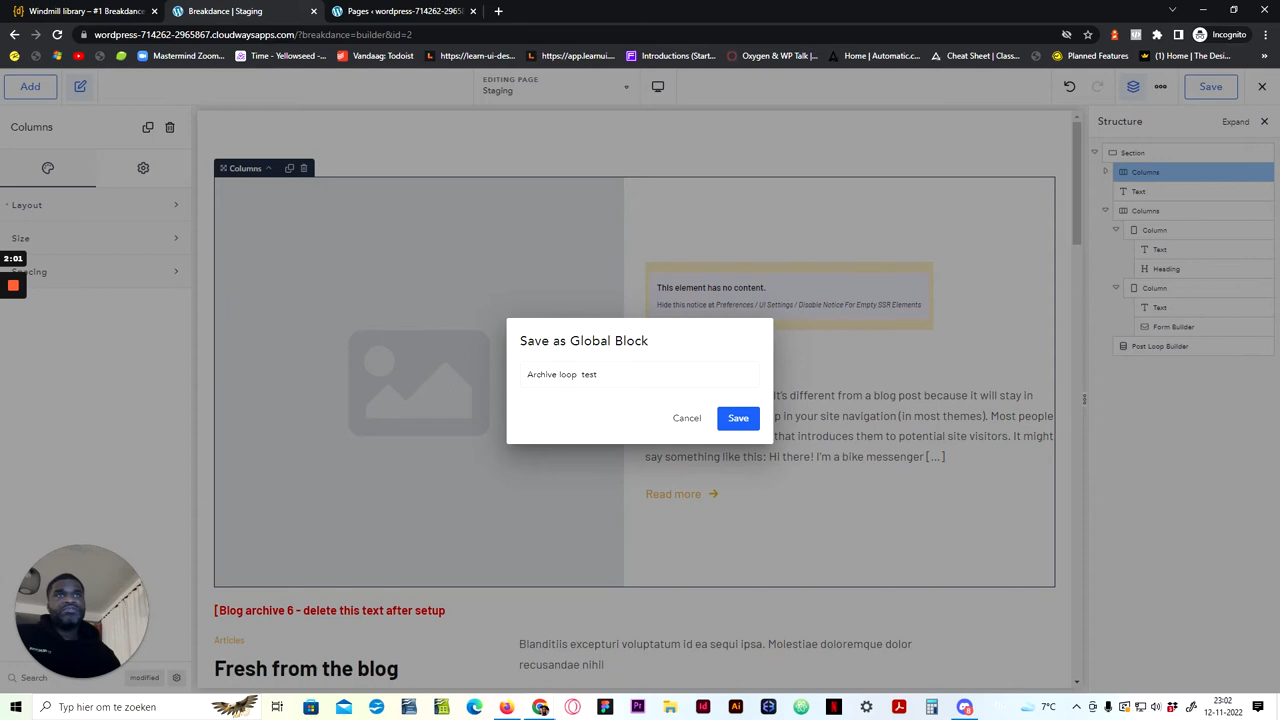 Windmill library – #1 Breakdance
Breakdance | Staging
Pages ‹ wordpress-714262-2965
wordpress-714262-2965867.cloudwaysapps.com/?breakdance=builder&id=2
Incognito
Mastermind Zoom...
Time - Yellowseed -...
Vandaag: Todoist
https://learn-ui-des...
https://app.learnui...
Introductions (Start...
Oxygen & WP Talk |...
Home | Automatic.c...
Cheat Sheet | Classi...
Planned Features
WordPress | The Des...
Add
EDITING PAGE
Staging
Save
Columns
Structure
Expand
Layout
Size
Spacing
2:01
Columns
Section
Columns
Text
Columns
Column
Text
Heading
Column
Text
Form Builder
Post Loop Builder
This element has no content.
Hide this notice at Preferences / UI Settings / Disable Notice For Empty SSR Elements
Save as Global Block
Archive loop test
Cancel
Save
It's different from a blog post because it will stay in
p in your site navigation (in most themes). Most people
that introduces them to potential site visitors. It might
say something like this: Hi there! I'm a bike messenger […]
Read more
[Blog archive 6 - delete this text after setup
Articles
Fresh from the blog
Blanditiis excepturi voluptatum id ea sequi ipsa. Molestiae doloremque dolor
recusandae nihil
Search
modified
Typ hier om te zoeken
7°C
23:02
12-11-2022